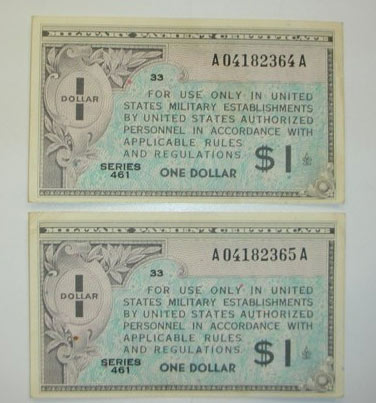 MILITARY PAYMENT CERTIFICATE
A04182364A
33
1
DOLLAR
FOR USE ONLY IN UNITED
STATES MILITARY ESTABLISHMENTS
BY UNITED STATES AUTHORIZED
PERSONNEL IN ACCORDANCE WITH
APPLICABLE RULES
AND REGULATIONS
$1
SERIES
461
ONE DOLLAR
MILITARY PAYMENT CERTIFICATE
A04182365A
33
1
DOLLAR
FOR USE ONLY IN UNITED
STATES MILITARY ESTABLISHMENTS
BY UNITED STATES AUTHORIZED
PERSONNEL IN ACCORDANCE WITH
APPLICABLE RULES
AND REGULATIONS
$1
SERIES
461
ONE DOLLAR